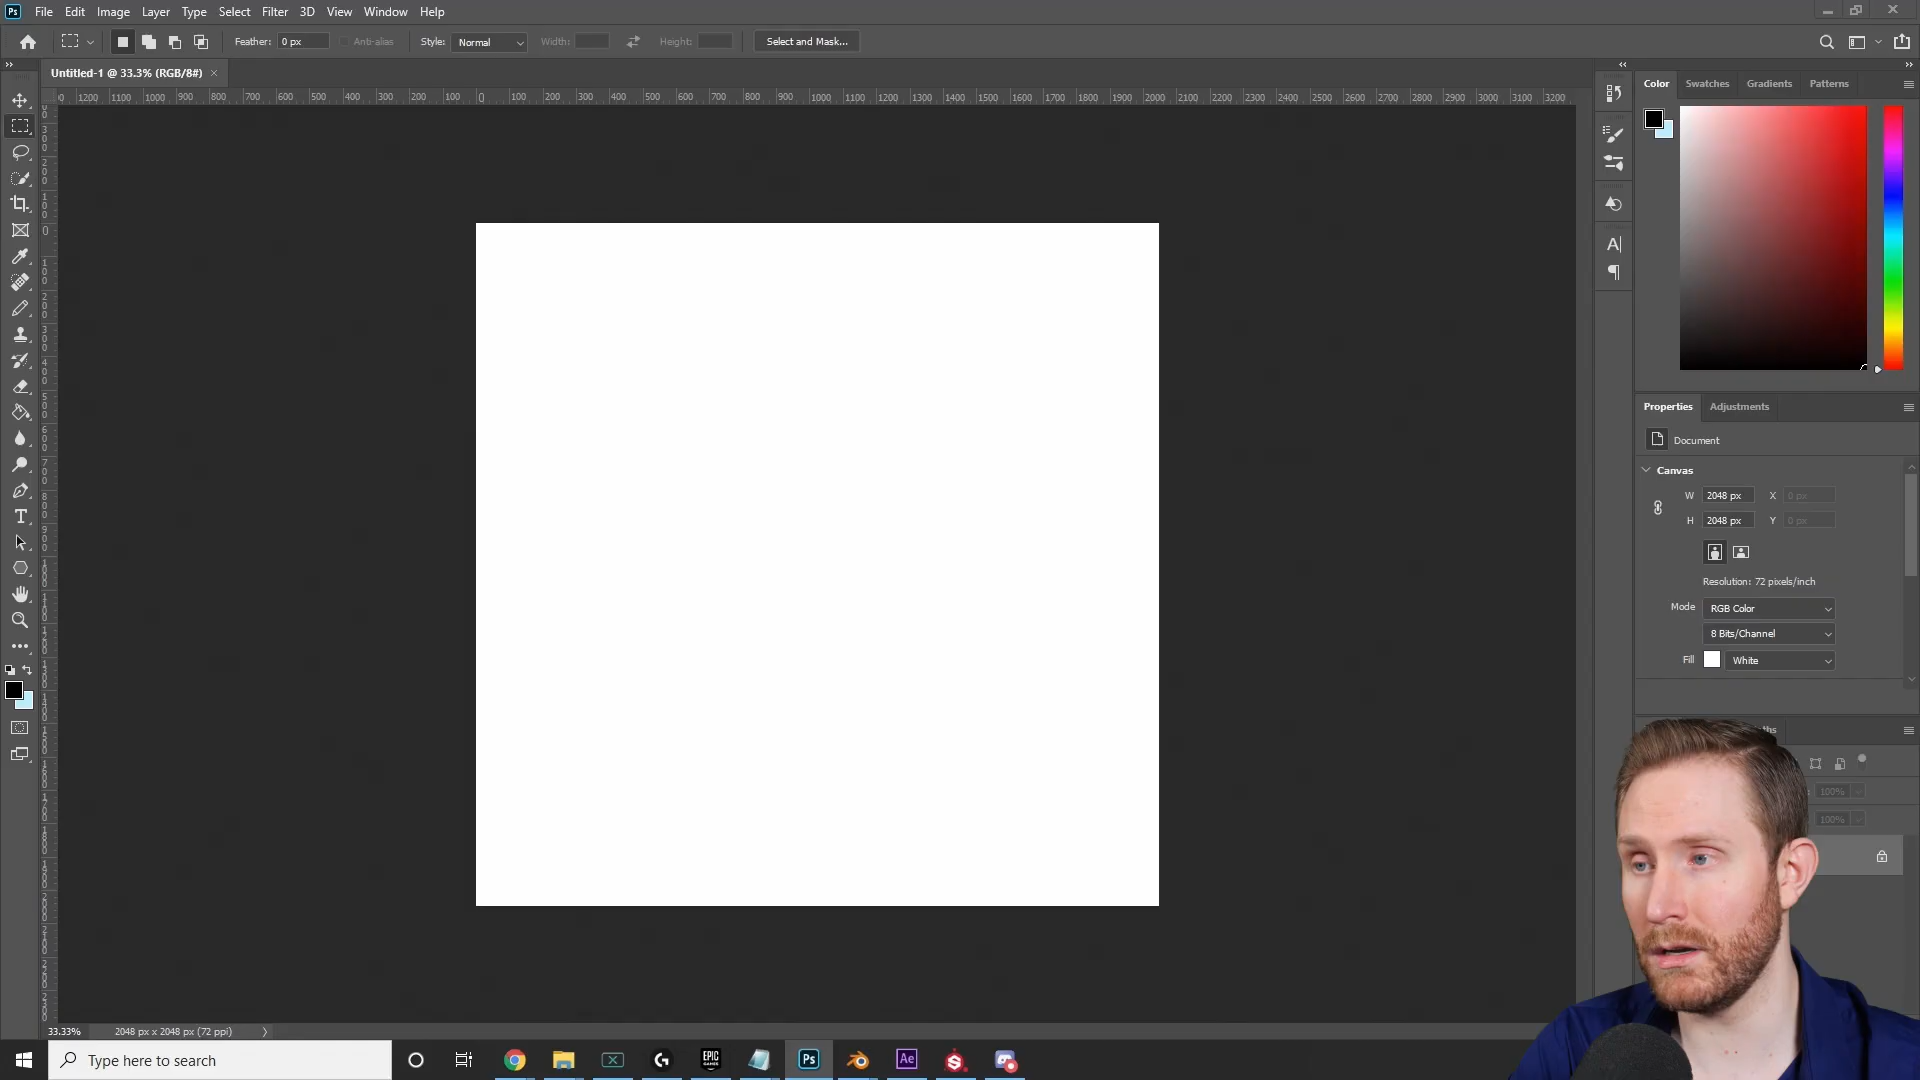 Ps File Edit Image Layer Type Select Filter 3D View Window Help
Feather: 0 px Anti-alias Style: Normal Width: Height: Select and Mask...
Untitled-1 @ 33.3% (RGB/8#) ×
1200 1100 1000 900 800 700 600 500 400 300 200 100 0 100 200 300 400 500 600 700 800 900 1000 1100 1200 1300 1400 1500 1600 1700 1800 1900 2000 2100 2200 2300 2400 2500 2600 2700 2800 2900 3000 3100 3200
Color Swatches Gradients Patterns
Properties Adjustments
Document
Canvas
W 2048 px X 0 px
H 2048 px Y 0 px
Resolution: 72 pixels/inch
Mode RGB Color
8 Bits/Channel
Fill White
100%
100%
33.33% 2048 px x 2048 px (72 ppi)
Type here to search
EPIC GAMES
Ps
Ae